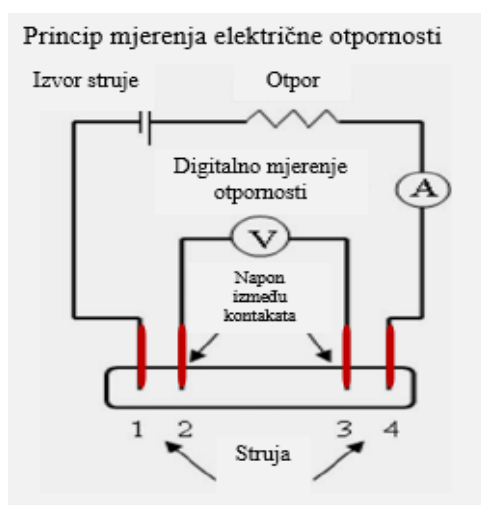 Princip mjerenja električne otpornosti
Izvor struje
Otpor
Digitalno mjerenje
otpornosti
A
V
Napon
između
kontakata
1 2 3 4
Struja